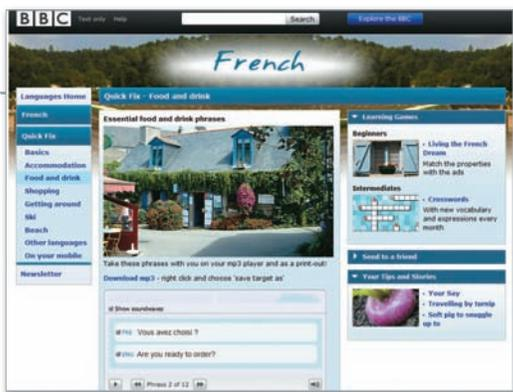 BBC
Text only Help
Search
Explore the BBC
French
Languages Home
French
Quick Fix
Basics
Accommodation
Food and drink
Shopping
Getting around
Ski
Beach
Other languages
On your mobile
Newsletter
Quick Fix - Food and drink
Essential food and drink phrases
Take these phrases with you on your mp3 player and as a print-out!
Download mp3 - right click and choose 'save target as'
Show soundwaves
FRE Vous avez choisi ?
ENG Are you ready to order?
Phrase 2 of 12
Learning Games
Beginners
Living the French
Dream
Match the properties
with the ads
Intermediates
Crosswords
With new vocabulary
and expressions every
month
Send to a friend
Your Tips and Stories
Your Say
Travelling by turnip
Soft pig to snuggle
up to